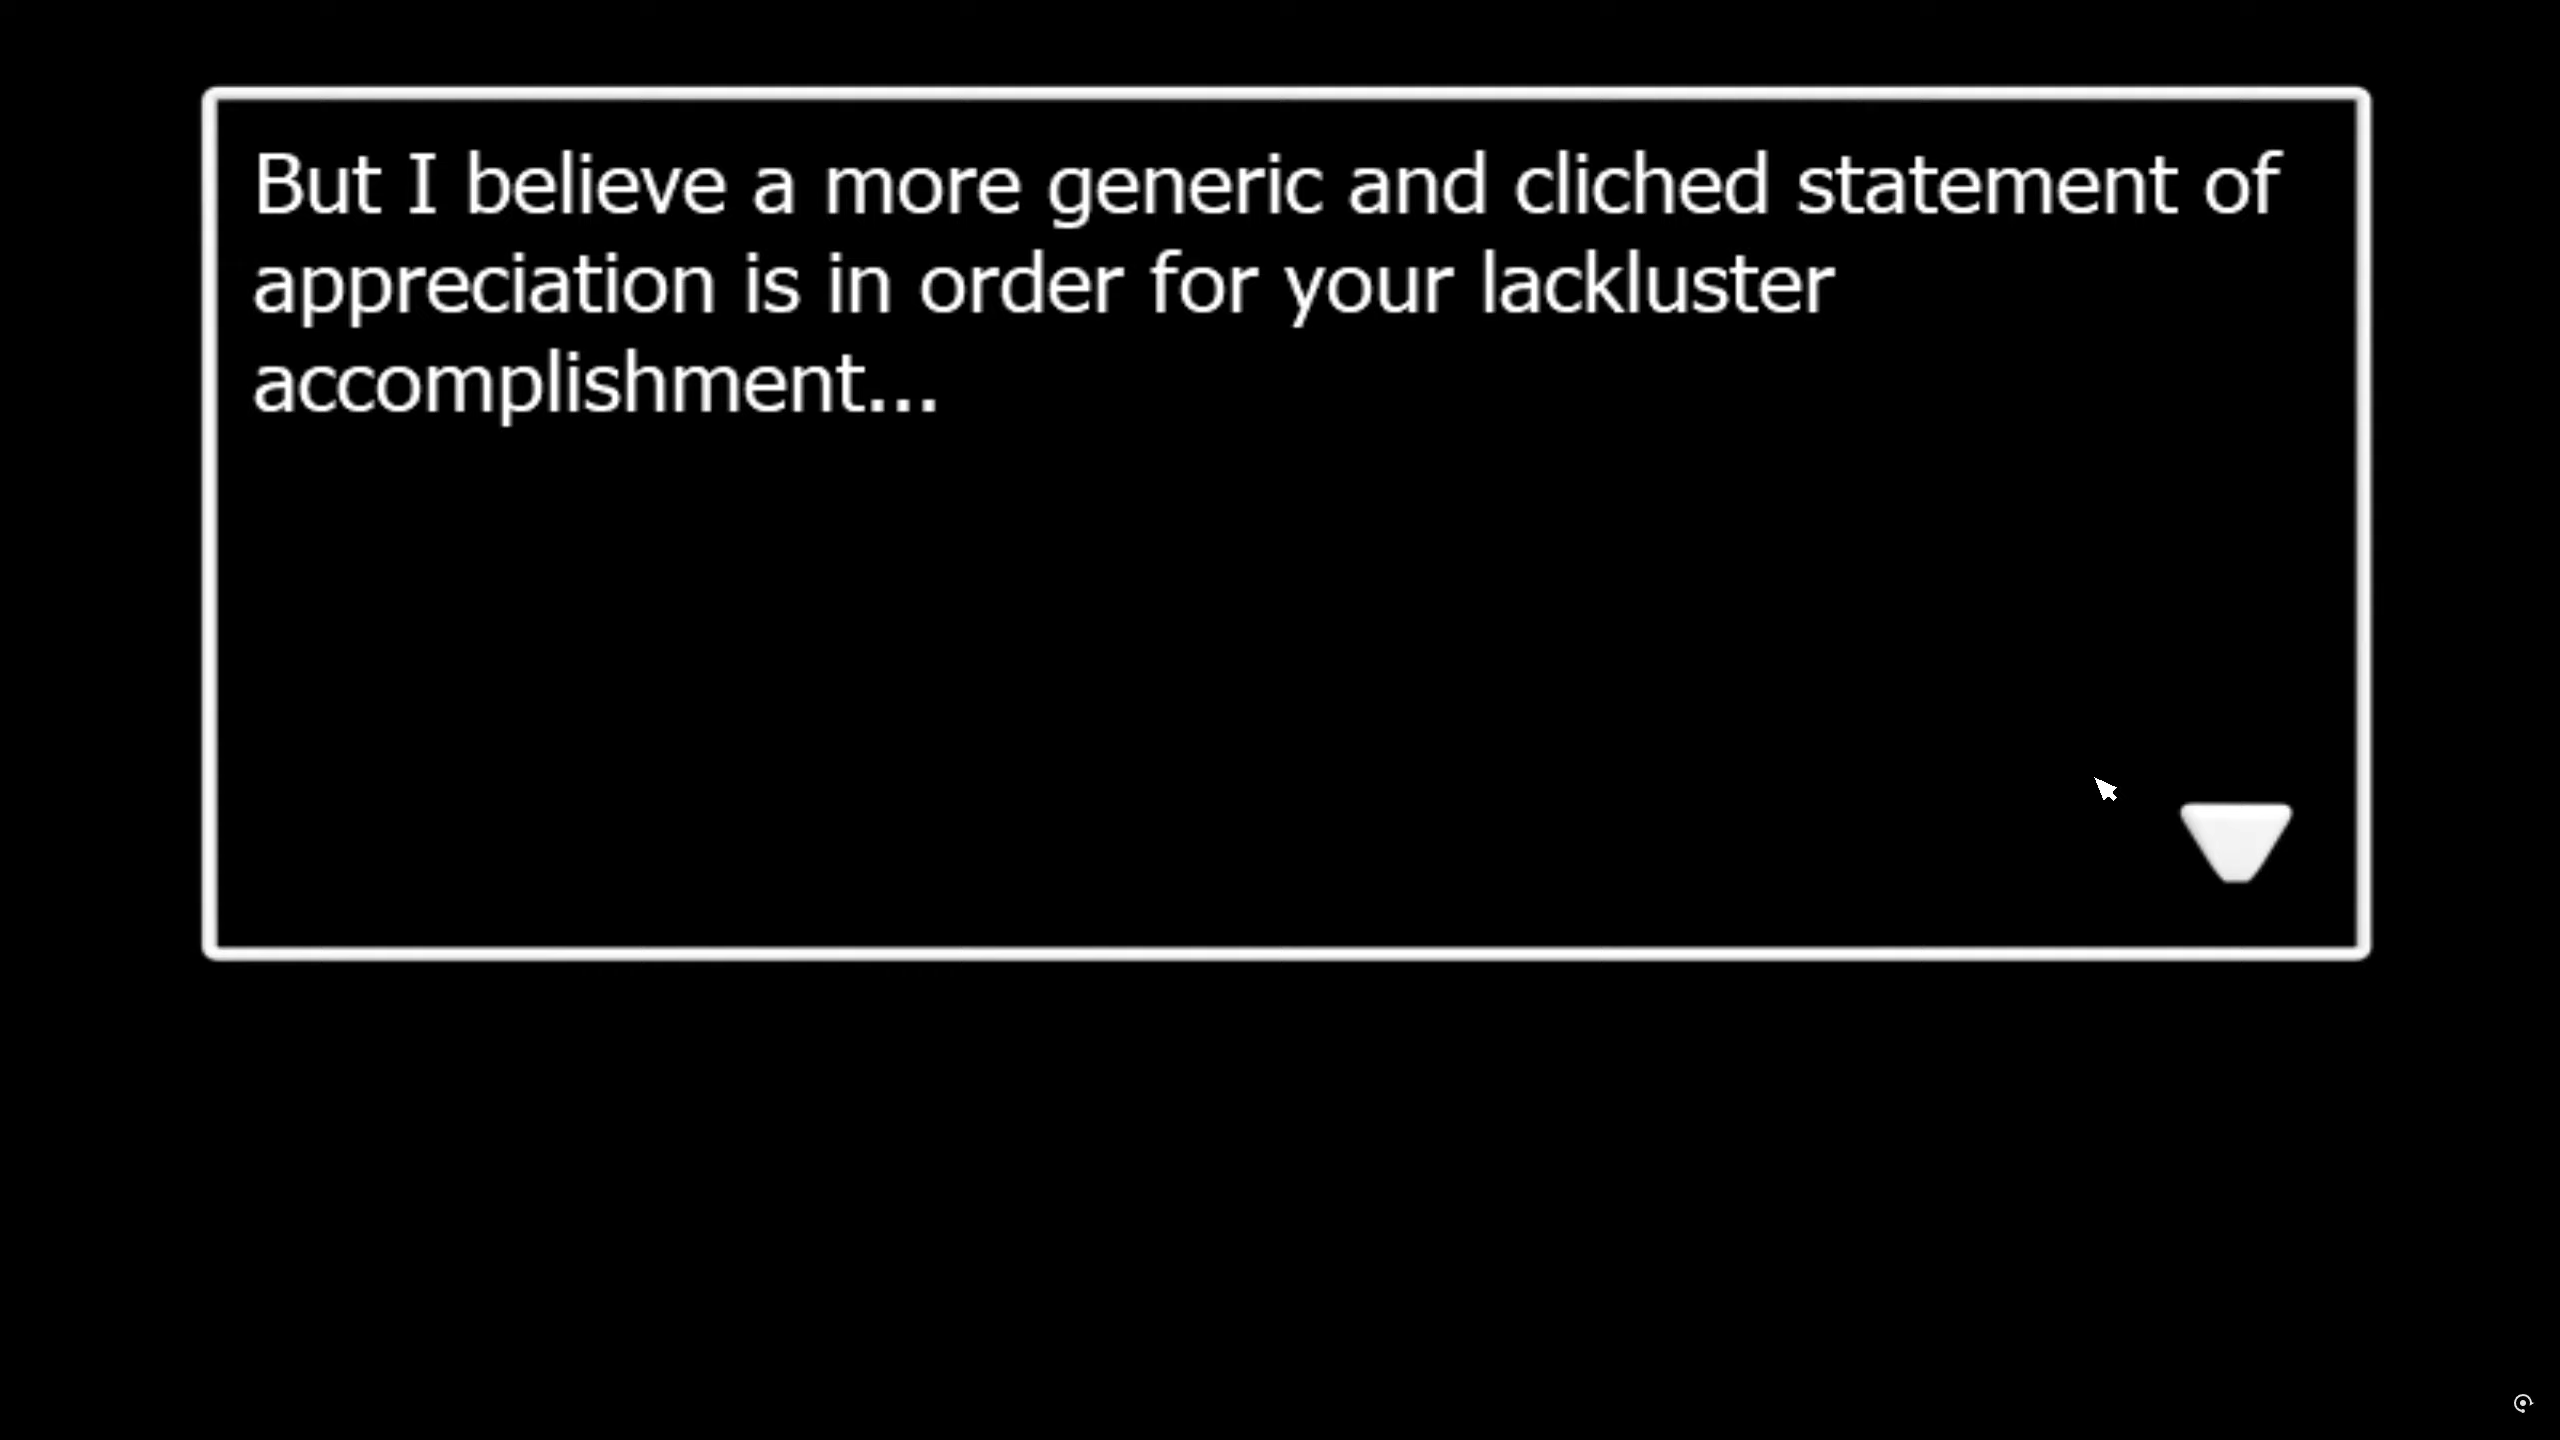 But I believe a more generic and cliched statement of
appreciation is in order for your lackluster
accomplishment...